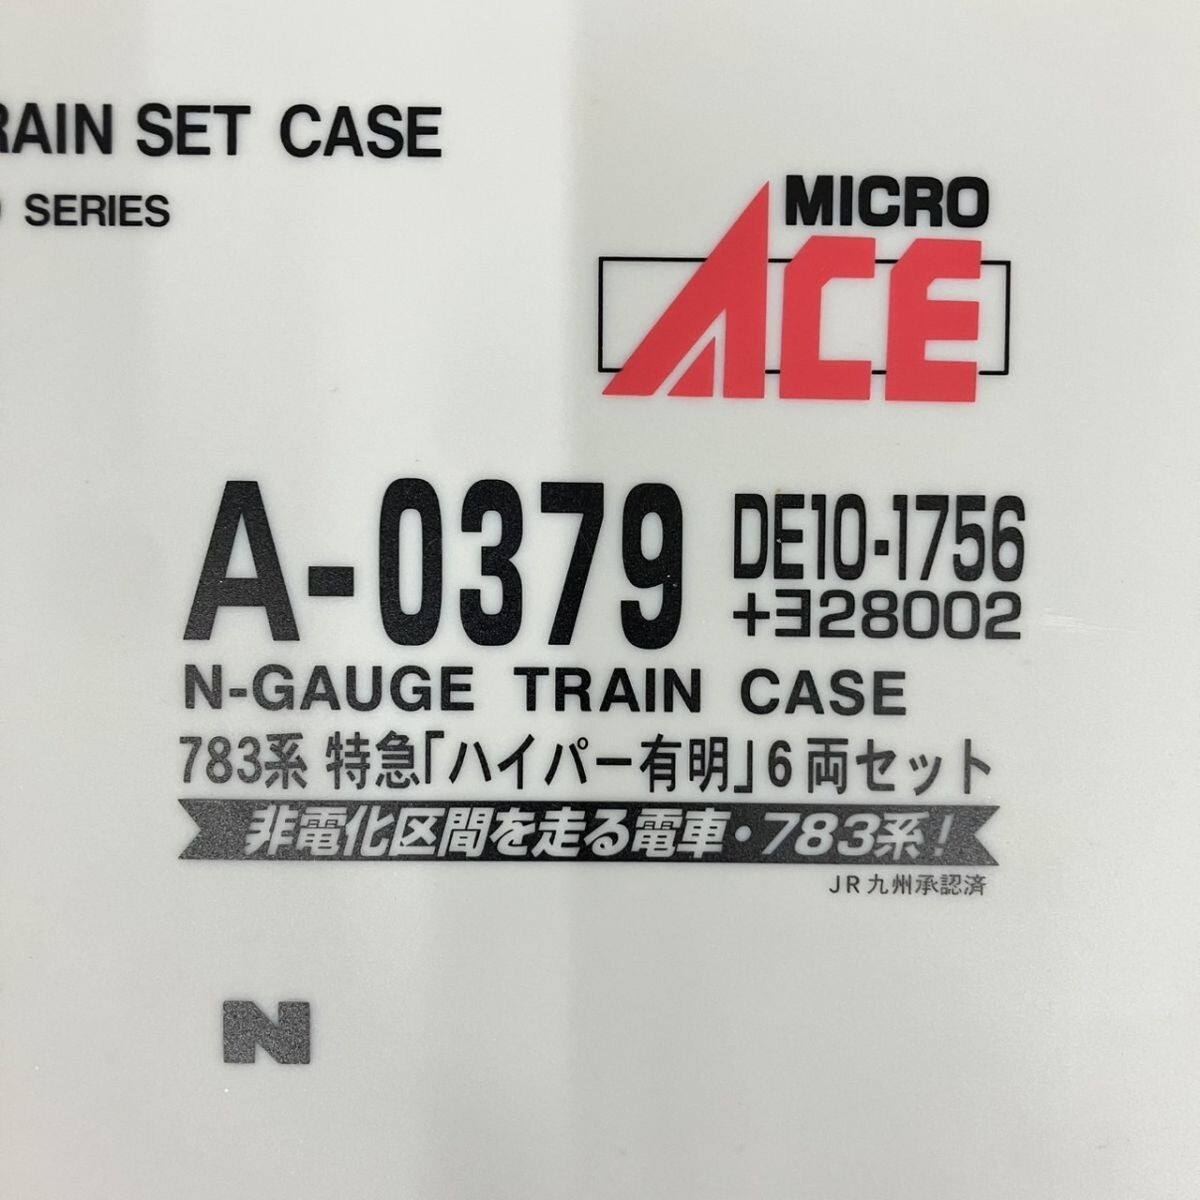 RAIN SET CASE
SERIES
MICRO
ACE
A-0379
DE10-1756
+ヨ28002
N-GAUGE TRAIN CASE
783系 特急「ハイパー有明」6両セット
非電化区間を走る電車・783系!
JR九州承認済
N